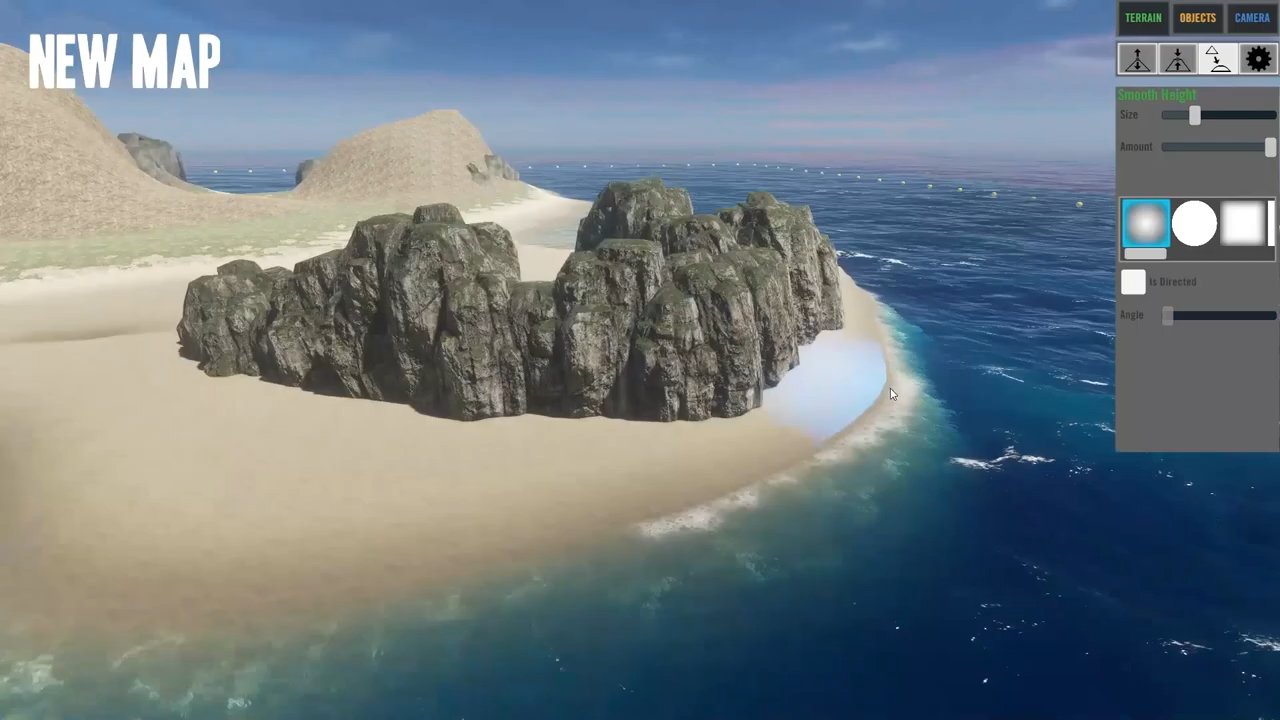 NEW MAP
TERRAIN OBJECTS CAMERA
Smooth Height
Size
Amount
Is Directed
Angle